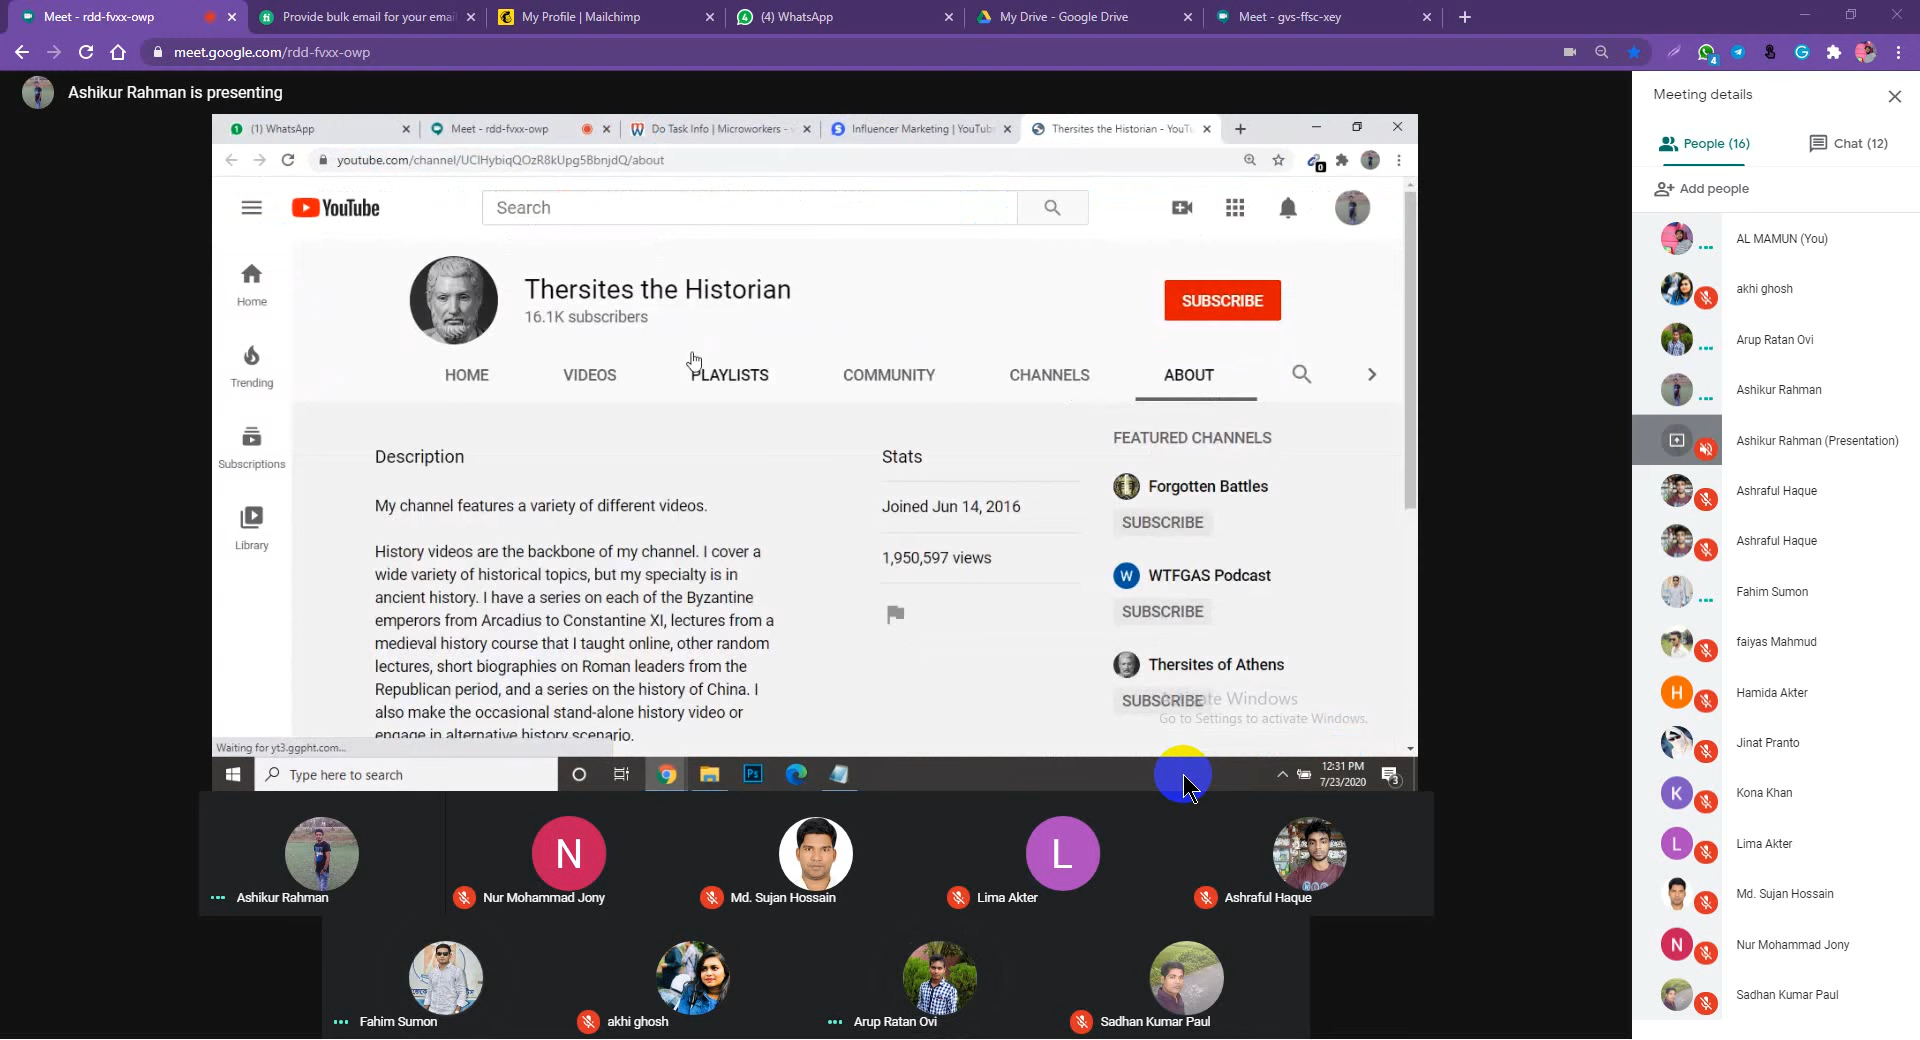 Meet - rdd-fvxx-owp
Provide bulk email for your emai
My Profile | Mailchimp
(4) WhatsApp
My Drive - Google Drive
Meet - gvs-ffsc-xey
meet.google.com/rdd-fvxx-owp
4
Ashikur Rahman is presenting
(1) WhatsApp
Meet - rdd-fvxx-owp
Do Task Info | Microworkers -
Influencer Marketing | YouTub
Thersites the Historian - YouTu
youtube.com/channel/UClHybiqQOzR8kUpg5BbnjdQ/about
0
YouTube
Search
Home
Trending
Subscriptions
Library
Thersites the Historian
16.1K subscribers
SUBSCRIBE
HOME
VIDEOS
PLAYLISTS
COMMUNITY
CHANNELS
ABOUT
Description
My channel features a variety of different videos.
History videos are the backbone of my channel. I cover a
wide variety of historical topics, but my specialty is in
ancient history. I have a series on each of the Byzantine
emperors from Arcadius to Constantine XI, lectures from a
medieval history course that I taught online, other random
lectures, short biographies on Roman leaders from the
Republican period, and a series on the history of China. I
also make the occasional stand-alone history video or
engage in alternative history scenario.
Stats
Joined Jun 14, 2016
1,950,597 views
FEATURED CHANNELS
Forgotten Battles
SUBSCRIBE
W
WTFGAS Podcast
SUBSCRIBE
Thersites of Athens
SUBSCRIBE
Activate Windows
Go to Settings to activate Windows.
Waiting for yt3.ggpht.com...
Type here to search
Ps
12:31 PM
7/23/2020
3
Ashikur Rahman
N
Nur Mohammad Jony
Md. Sujan Hossain
L
Lima Akter
Ashraful Haque
Fahim Sumon
akhi ghosh
Arup Ratan Ovi
Sadhan Kumar Paul
Meeting details
People (16)
Chat (12)
Add people
AL MAMUN (You)
akhi ghosh
Arup Ratan Ovi
Ashikur Rahman
Ashikur Rahman (Presentation)
Ashraful Haque
Ashraful Haque
Fahim Sumon
faiyas Mahmud
H
Hamida Akter
Jinat Pranto
K
Kona Khan
L
Lima Akter
Md. Sujan Hossain
N
Nur Mohammad Jony
Sadhan Kumar Paul